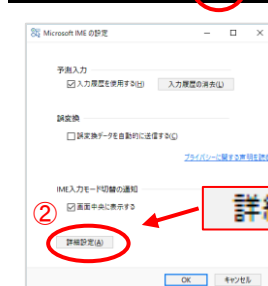 Microsoft IME の設定
予測入力
入力履歴を使用する(H)
入力履歴の消去(L)
誤変換
誤変換データを自動的に送信する(C)
プライバシーに関する声明を読
IME入力モード切替の通知
画面中央に表示する
②
詳細設定(A)
詳
OK
キャンセル